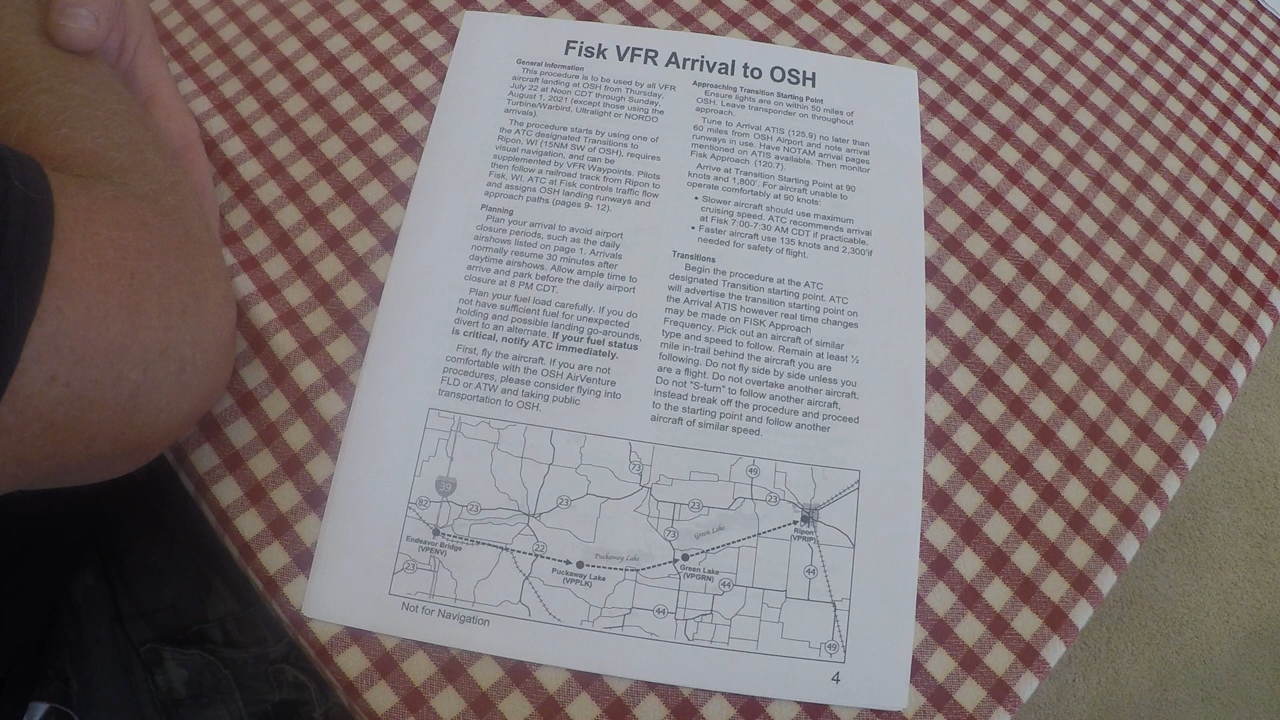 Fisk VFR Arrival to OSH
General Information
This procedure is to be used by all VFR
aircraft landing at OSH from Thursday,
July 22 at Noon CDT through Sunday,
August 1, 2021 (except those using the
Turbine/Warbird, Ultralight or NORDO
arrivals).
The procedure starts by using one of
the ATC designated Transitions to
Ripon, WI (15NM SW of OSH), requires
visual navigation, and can be
supplemented by VFR Waypoints. Pilots
then follow a railroad track from Ripon to
Fisk, WI. ATC at Fisk controls traffic flow
and assigns OSH landing runways and
approach paths (pages 9- 12).
Planning
Plan your arrival to avoid airport
closure periods, such as the daily
airshows listed on page 1. Arrivals
normally resume 30 minutes after
daytime airshows. Allow ample time to
arrive and park before the daily airport
closure at 8 PM CDT.
Plan your fuel load carefully. If you do
not have sufficient fuel for unexpected
holding and possible landing go-arounds,
divert to an alternate. If your fuel status
is critical, notify ATC immediately.
First, fly the aircraft. If you are not
comfortable with the OSH AirVenture
procedures, please consider flying into
FLD or ATW and taking public
transportation to OSH.
Approaching Transition Starting Point
Ensure lights are on within 50 miles of
OSH. Leave transponder on throughout
approach.
Tune to Arrival ATIS (125.9) no later than
60 miles from OSH Airport and note arrival
runways in use. Have NOTAM arrival pages
mentioned on ATIS available. Then monitor
Fisk Approach (120.7).
Arrive at Transition Starting Point at 90
knots and 1,800'. For aircraft unable to
operate comfortably at 90 knots:
• Slower aircraft should use maximum
cruising speed. ATC recommends arrival
at Fisk 7:00-7:30 AM CDT if practicable.
• Faster aircraft use 135 knots and 2,300'if
needed for safety of flight.
Transitions
Begin the procedure at the ATC
designated Transition starting point. ATC
will advertise the transition starting point on
the Arrival ATIS however real time changes
may be made on FISK Approach
Frequency. Pick out an aircraft of similar
type and speed to follow. Remain at least ½
mile in-trail behind the aircraft you are
following. Do not fly side by side unless you
are a flight. Do not overtake another aircraft.
Do not "S-turn" to follow another aircraft,
instead break off the procedure and proceed
to the starting point and follow another
aircraft of similar speed.
73
49
39
23
23
23
82
23
73
Green Lake
Ripon
(VPRIP)
Endeavor Bridge
(VPENV)
22
Puckaway Lake
Puckaway Lake
(VPPLK)
Green Lake
(VPGRN)
23
44
44
44
49
Not for Navigation
4